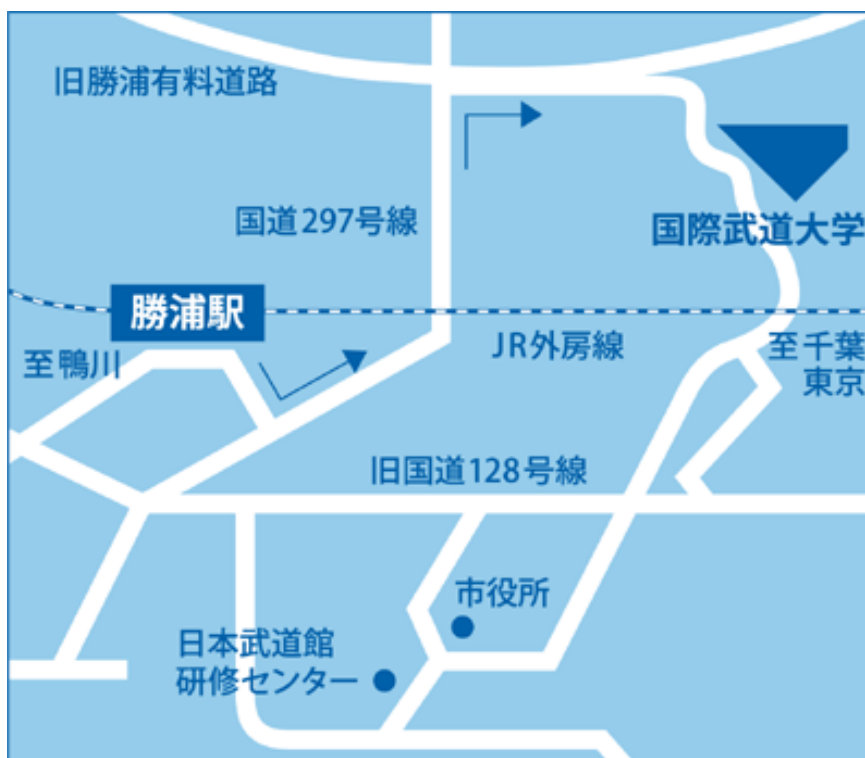 旧勝浦有料道路
国道297号線
国際武道大学
勝浦駅
至鴨川
JR外房線
至千葉
東京
旧国道128号線
市役所
日本武道館
研修センター